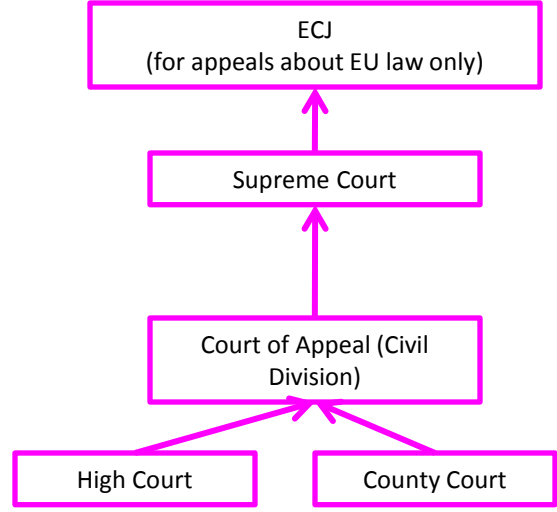 ECJ
(for appeals about EU law only)
Supreme Court
Court of Appeal (Civil
Division)
High Court
County Court